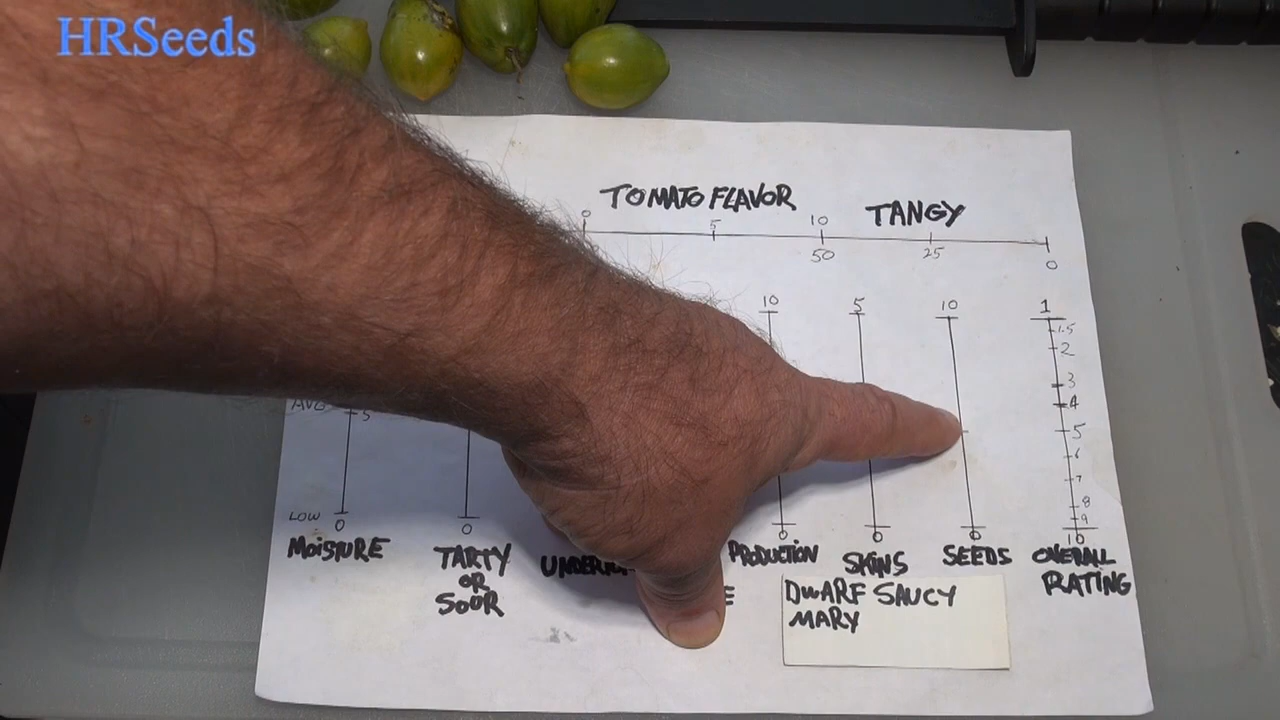 HRSeeds
TOMATO FLAVOR TANGY
0 5 10
50 25 0
10 5 10 1
1.5
2
3
4
AVG 5 5
6
7
8
9
LOW 0 0 0 0 0 10
MOISTURE TARTY OR SOUR PRODUCTION SKINS SEEDS OVERALL RATING
DWARF SAUCY
MARY